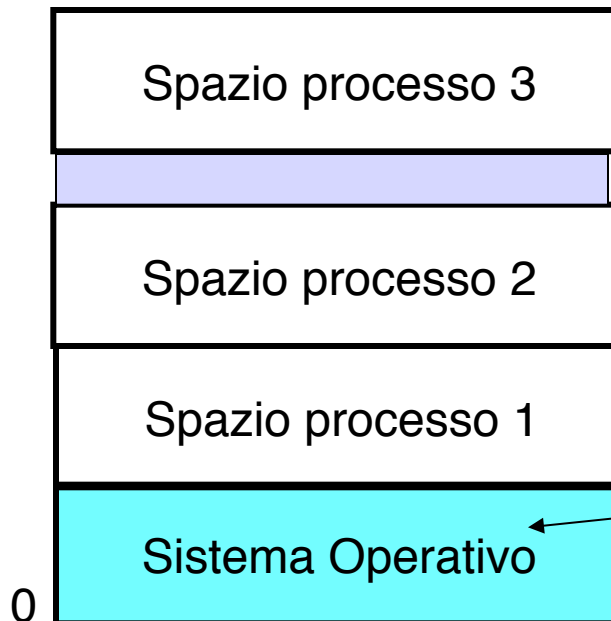 Spazio processo 3
Spazio processo 2
Spazio processo 1
Sistema Operativo
0